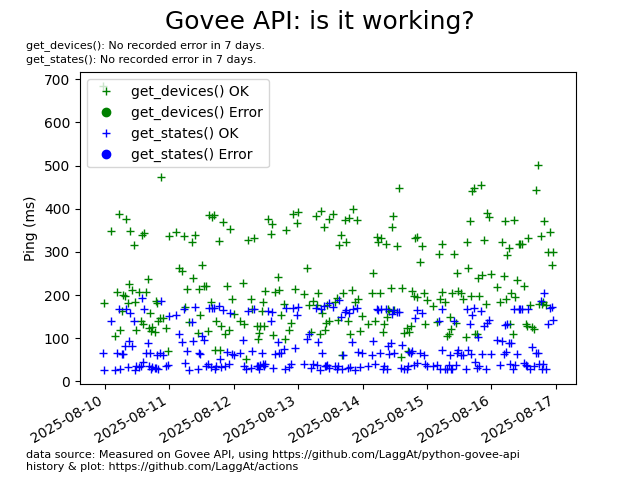 Govee API: is it working?
get_devices(): No recorded error in 7 days.
get_states(): No recorded error in 7 days.
700
600
500
400
300
200
100
0
Ping (ms)
get_devices() OK
get_devices() Error
get_states() OK
get_states() Error
2025-08-10
2025-08-11
2025-08-12
2025-08-13
2025-08-14
2025-08-15
2025-08-16
2025-08-17
data source: Measured on Govee API, using https://github.com/LaggAt/python-govee-api
history & plot: https://github.com/LaggAt/actions